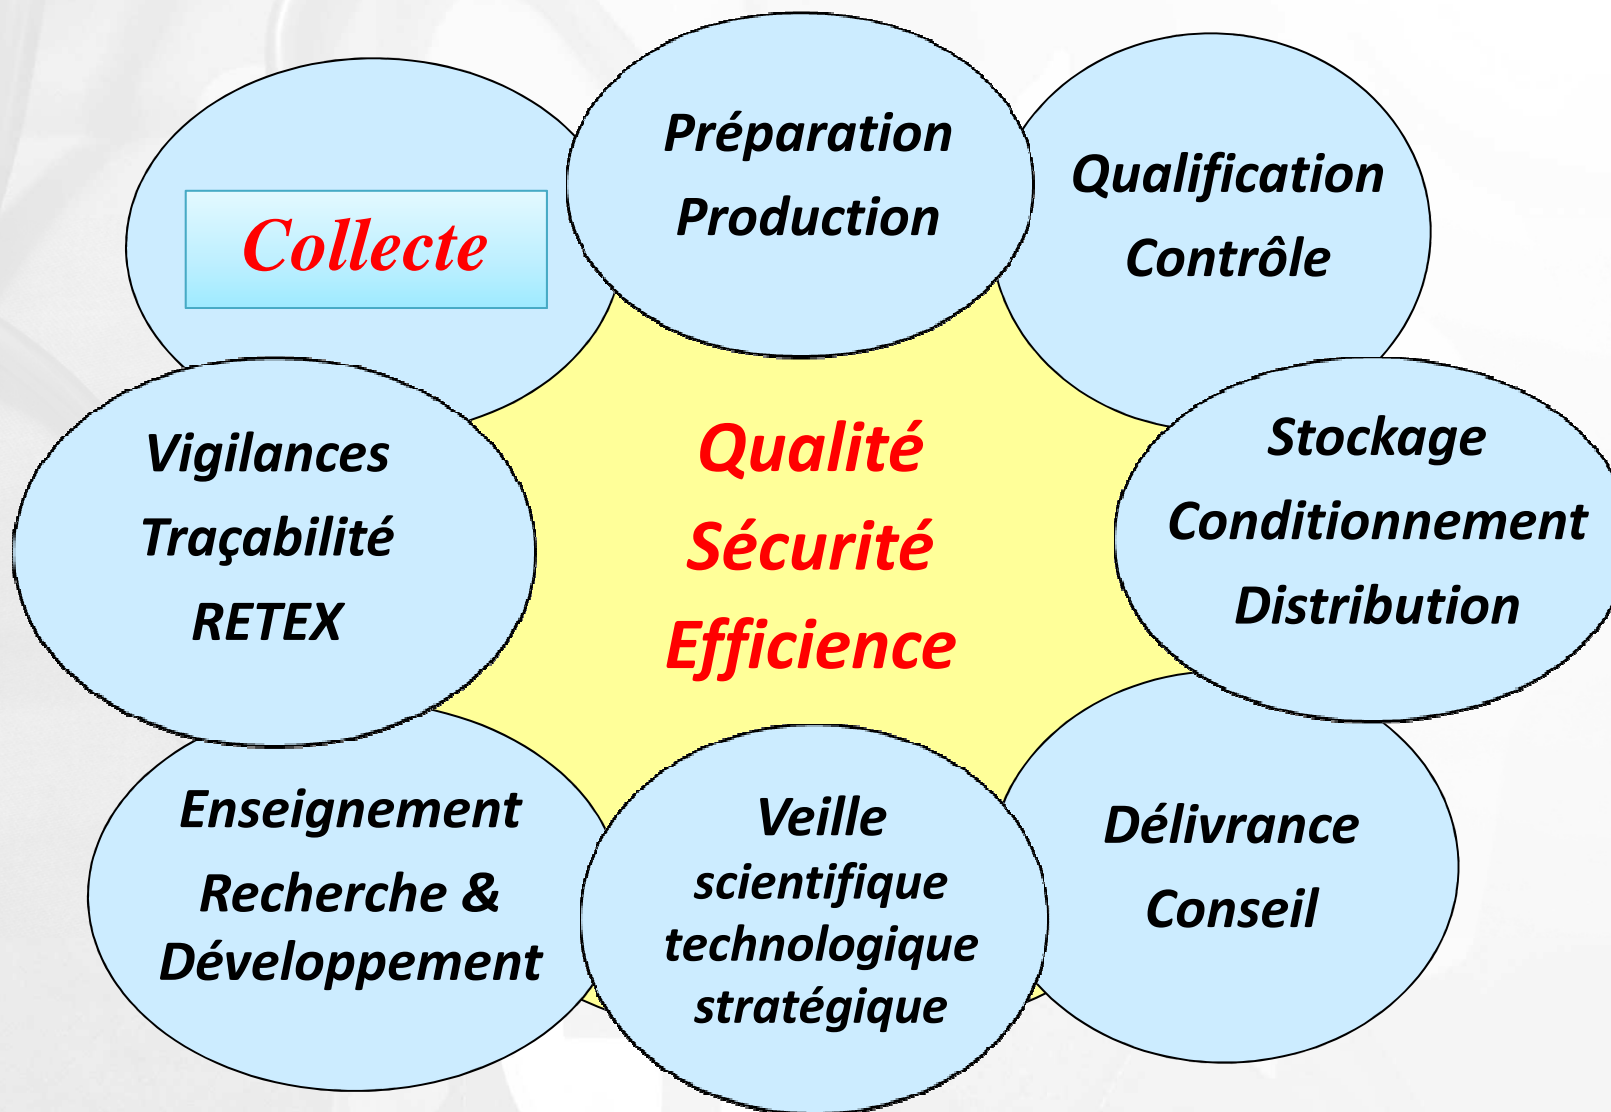 Collecte
Préparation
Production
Qualification
Contrôle
Vigilances
Traçabilité
RETEX
Qualité
Sécurité
Efficience
Stockage
Conditionnement
Distribution
Enseignement
Recherche &
Développement
Veille
scientifique
technologique
stratégique
Délivrance
Conseil